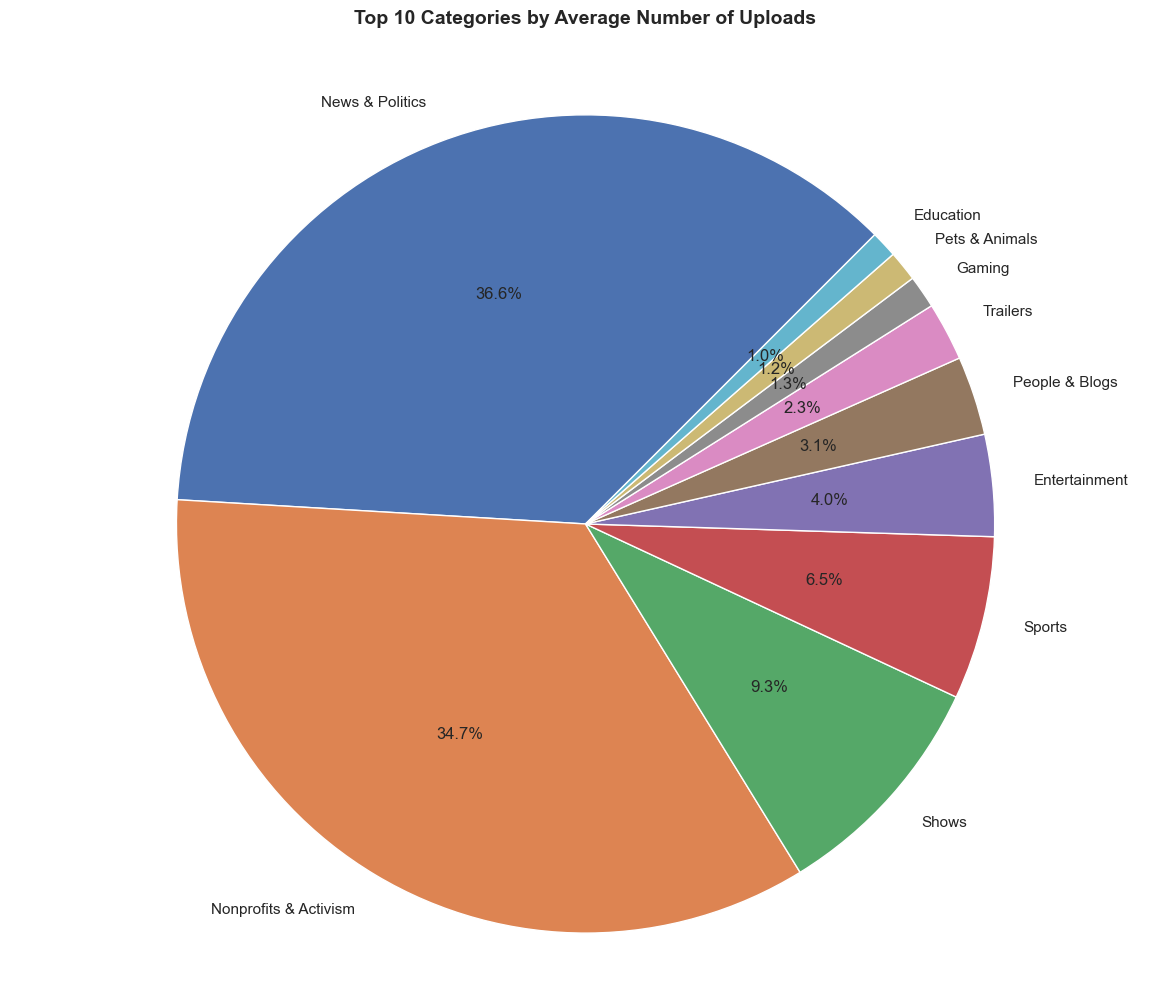 Top 10 Categories by Average Number of Uploads
News & Politics
Education
Pets & Animals
Gaming
Trailers
People & Blogs
Entertainment
Sports
Shows
Nonprofits & Activism
36.6%
1.0%
1.2%
1.3%
2.3%
3.1%
4.0%
6.5%
9.3%
34.7%